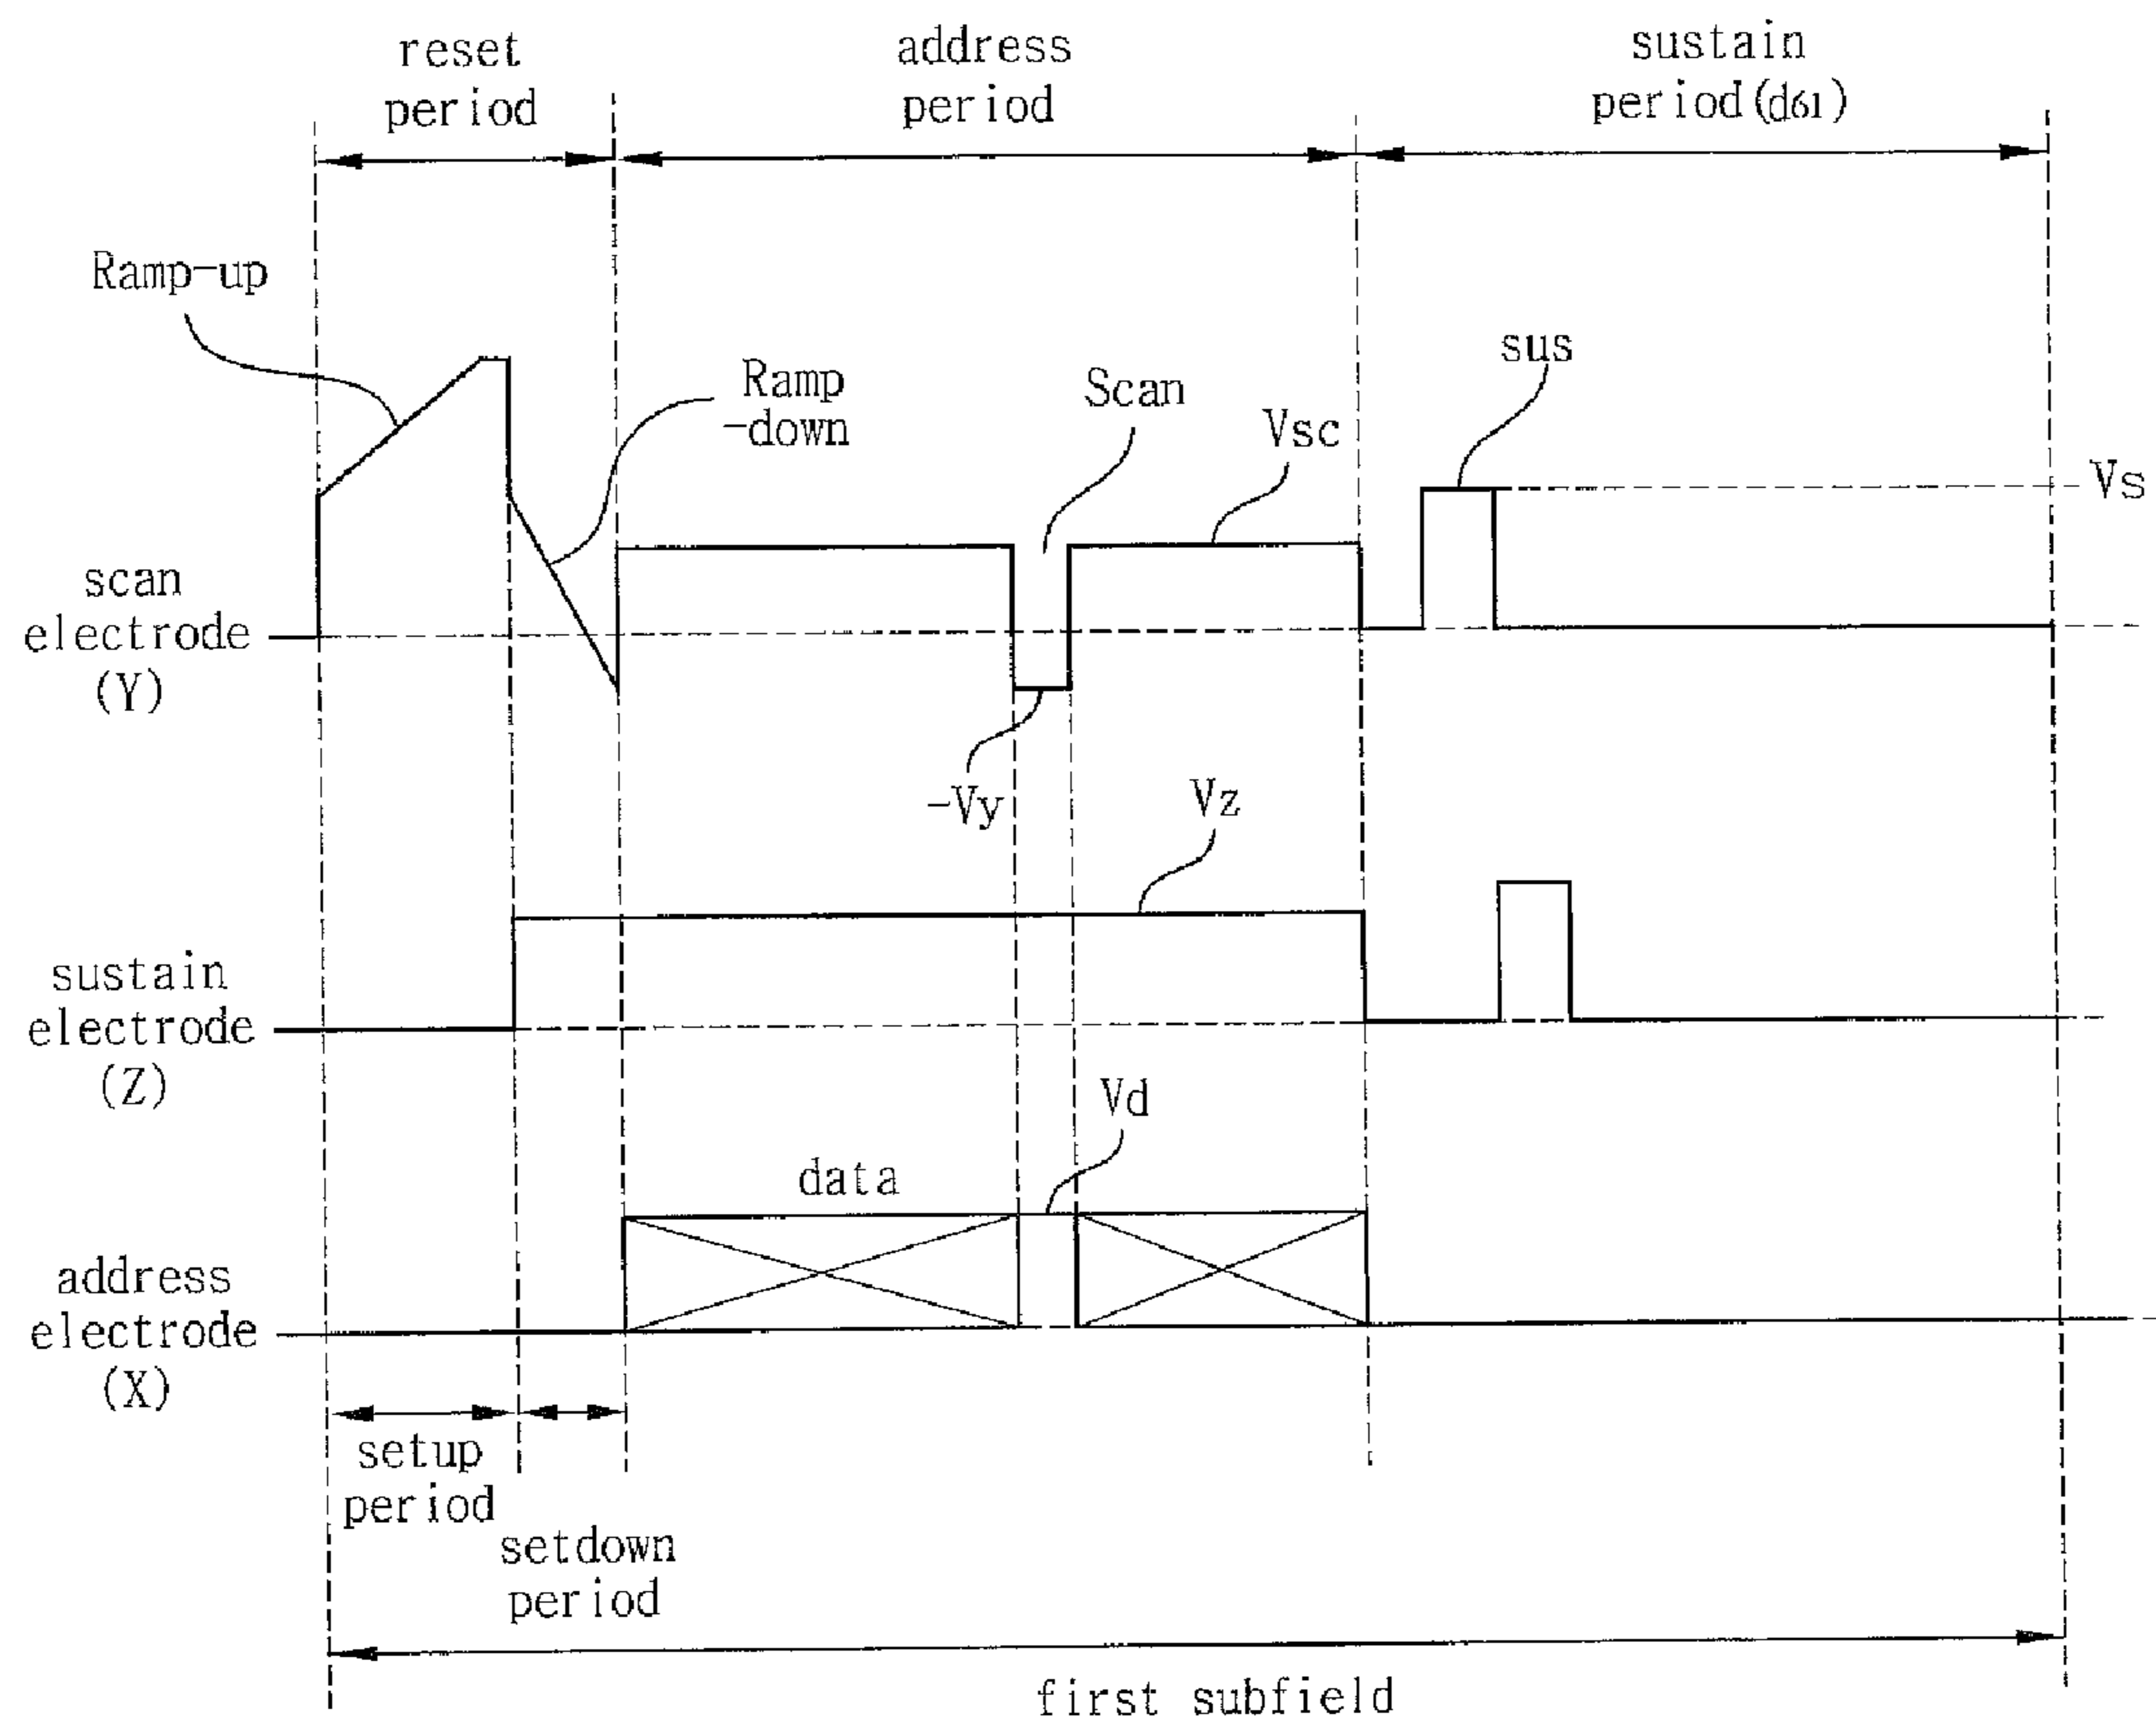 reset
period
address
period
sustain
period(d61)
Ramp-up
Ramp
-down
Scan
Vsc
sus
Vs
scan
electrode
(Y)
-Vy
Vz
sustain
electrode
(Z)
Vd
data
address
electrode
(X)
setup
period
setdown
period
first subfield